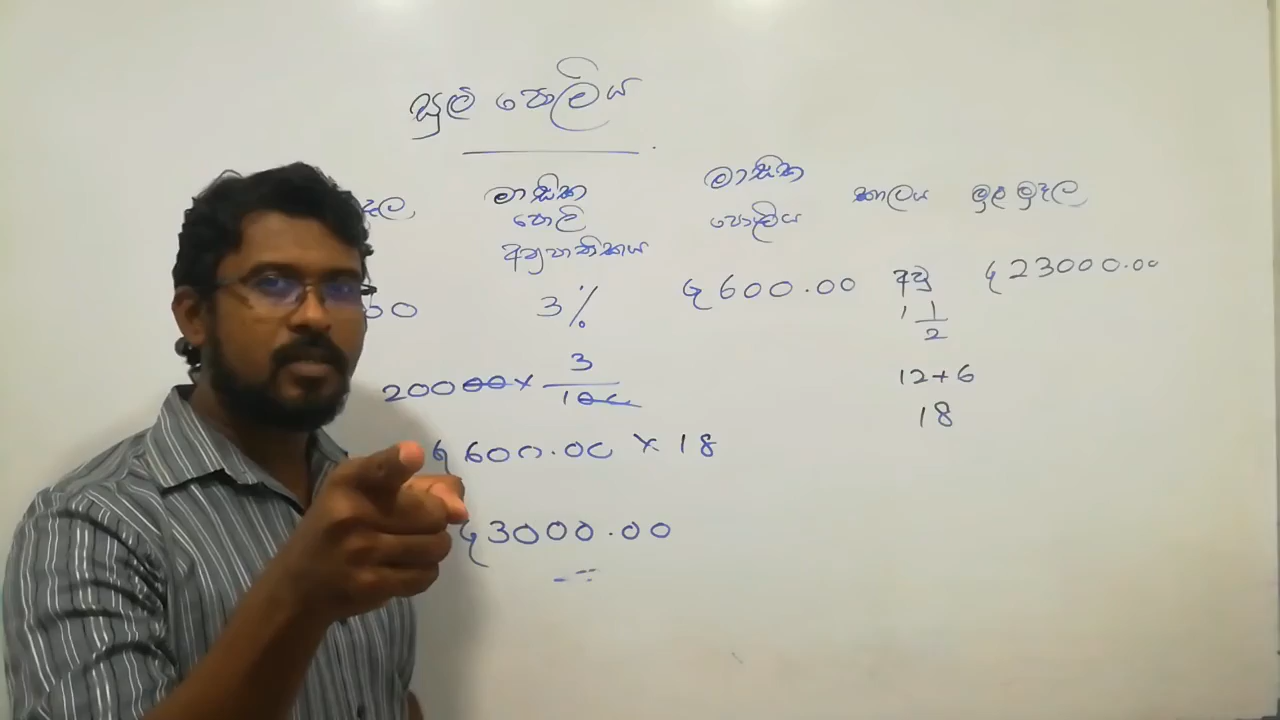 සුළු පොලිය
මාසික පොලී අනුපාතිකය
මාසික පොළිය
කාලය
මුළු මුදල
3%
රු 600.00
අවු 1 1/2
රු 23000.00
20000 × 3/100
12+6
18
රු 600.00 × 18
රු 3000.00